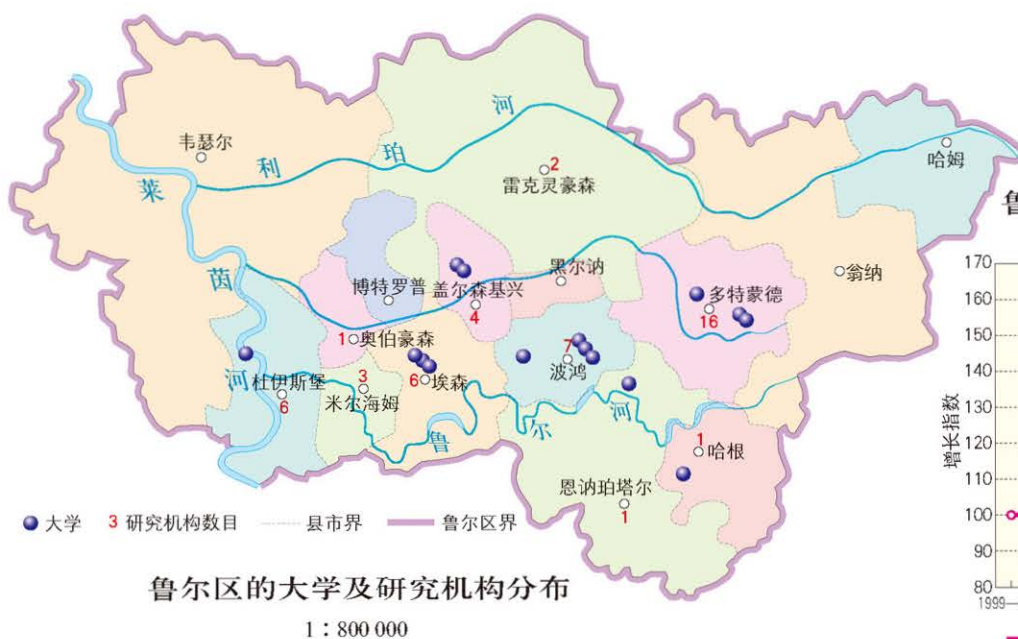 韦瑟尔
莱
利
珀
河
2
雷克灵豪森
哈姆
鲁
茵
博特罗普
盖尔森基兴
4
黑尔讷
多特蒙德
16
翁纳
1
奥伯豪森
河
杜伊斯堡
6
3
米尔海姆
6
埃森
7
波鸿
鲁
尔
河
1
哈根
恩讷珀塔尔
1
大学
3 研究机构数目
县市界
鲁尔区界
鲁尔区的大学及研究机构分布
1：800 000
增长指数
170
160
150
140
130
120
110
100
90
80
1999